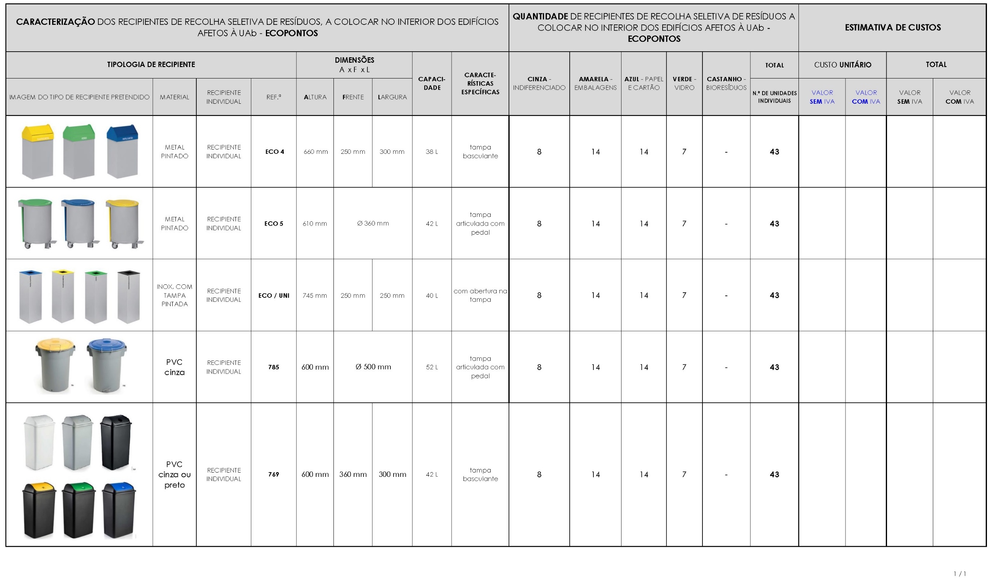 CARACTERIZAÇÃO DOS RECIPIENTES DE RECOLHA SELETIVA DE RESÍDUOS, A COLOCAR NO INTERIOR DOS EDIFÍCIOS
AFETOS À UAb - ECOPONTOS
QUANTIDADE DE RECIPIENTES DE RECOLHA SELETIVA DE RESÍDUOS A
COLOCAR NO INTERIOR DOS EDIFÍCIOS AFETOS À UAb -
ECOPONTOS
ESTIMATIVA DE CUSTOS
TIPOLOGIA DE RECIPIENTE
DIMENSÕES
A x F x L
CAPACI-
DADE
CARACTE-
RÍSTICAS
ESPECÍFICAS
CINZA -
INDIFERENCIADO
AMARELA -
EMBALAGENS
AZUL - PAPEL
E CARTÃO
VERDE -
VIDRO
CASTANHO -
BIORESÍDUOS
TOTAL
CUSTO UNITÁRIO
TOTAL
IMAGEM DO TIPO DE RECIPIENTE PRETENDIDO
MATERIAL
RECIPIENTE
INDIVIDUAL
REF.ª
ALTURA
FRENTE
LARGURA
N.º DE UNIDADES
INDIVIDUAIS
VALOR
SEM IVA
VALOR
COM IVA
VALOR
SEM IVA
VALOR
COM IVA
METAL
PINTADO
RECIPIENTE
INDIVIDUAL
ECO 4
660 mm
250 mm
300 mm
38 L
tampa
basculante
8
14
14
7
-
43
METAL
PINTADO
RECIPIENTE
INDIVIDUAL
ECO 5
610 mm
Ø 360 mm
42 L
tampa
articulada com
pedal
8
14
14
7
-
43
INOX, COM
TAMPA
PINTADA
RECIPIENTE
INDIVIDUAL
ECO / UNI
745 mm
250 mm
250 mm
40 L
com abertura na
tampa
8
14
14
7
-
43
PVC
cinza
RECIPIENTE
INDIVIDUAL
785
600 mm
Ø 500 mm
52 L
tampa
articulada com
pedal
8
14
14
7
-
43
PVC
cinza ou
preto
RECIPIENTE
INDIVIDUAL
769
600 mm
360 mm
300 mm
42 L
tampa
basculante
8
14
14
7
-
43
1 / 1